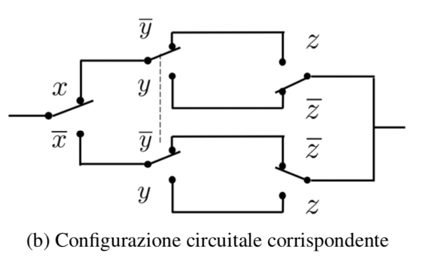 y̅ z
x y z̅
x̅ y̅ z̅
y z
(b) Configurazione circuitale corrispondente